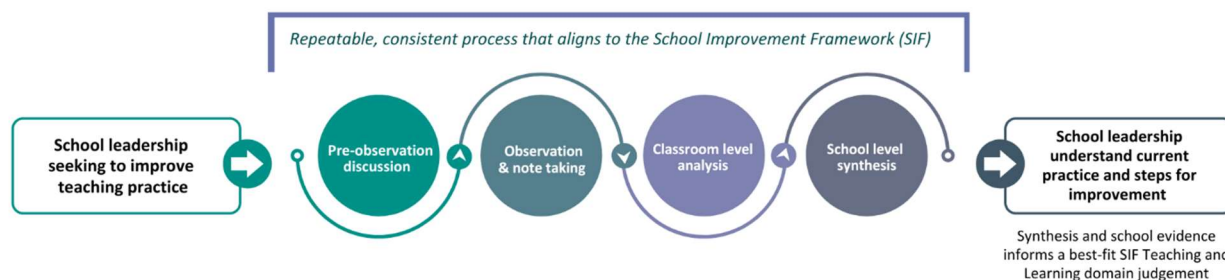 Repeatable, consistent process that aligns to the School Improvement Framework (SIF)
School leadership
seeking to improve
teaching practice
Pre-observation
discussion
Observation
& note taking
Classroom level
analysis
School level
synthesis
School leadership
understand current
practice and steps for
improvement
Synthesis and school evidence
informs a best-fit SIF Teaching and
Learning domain judgement